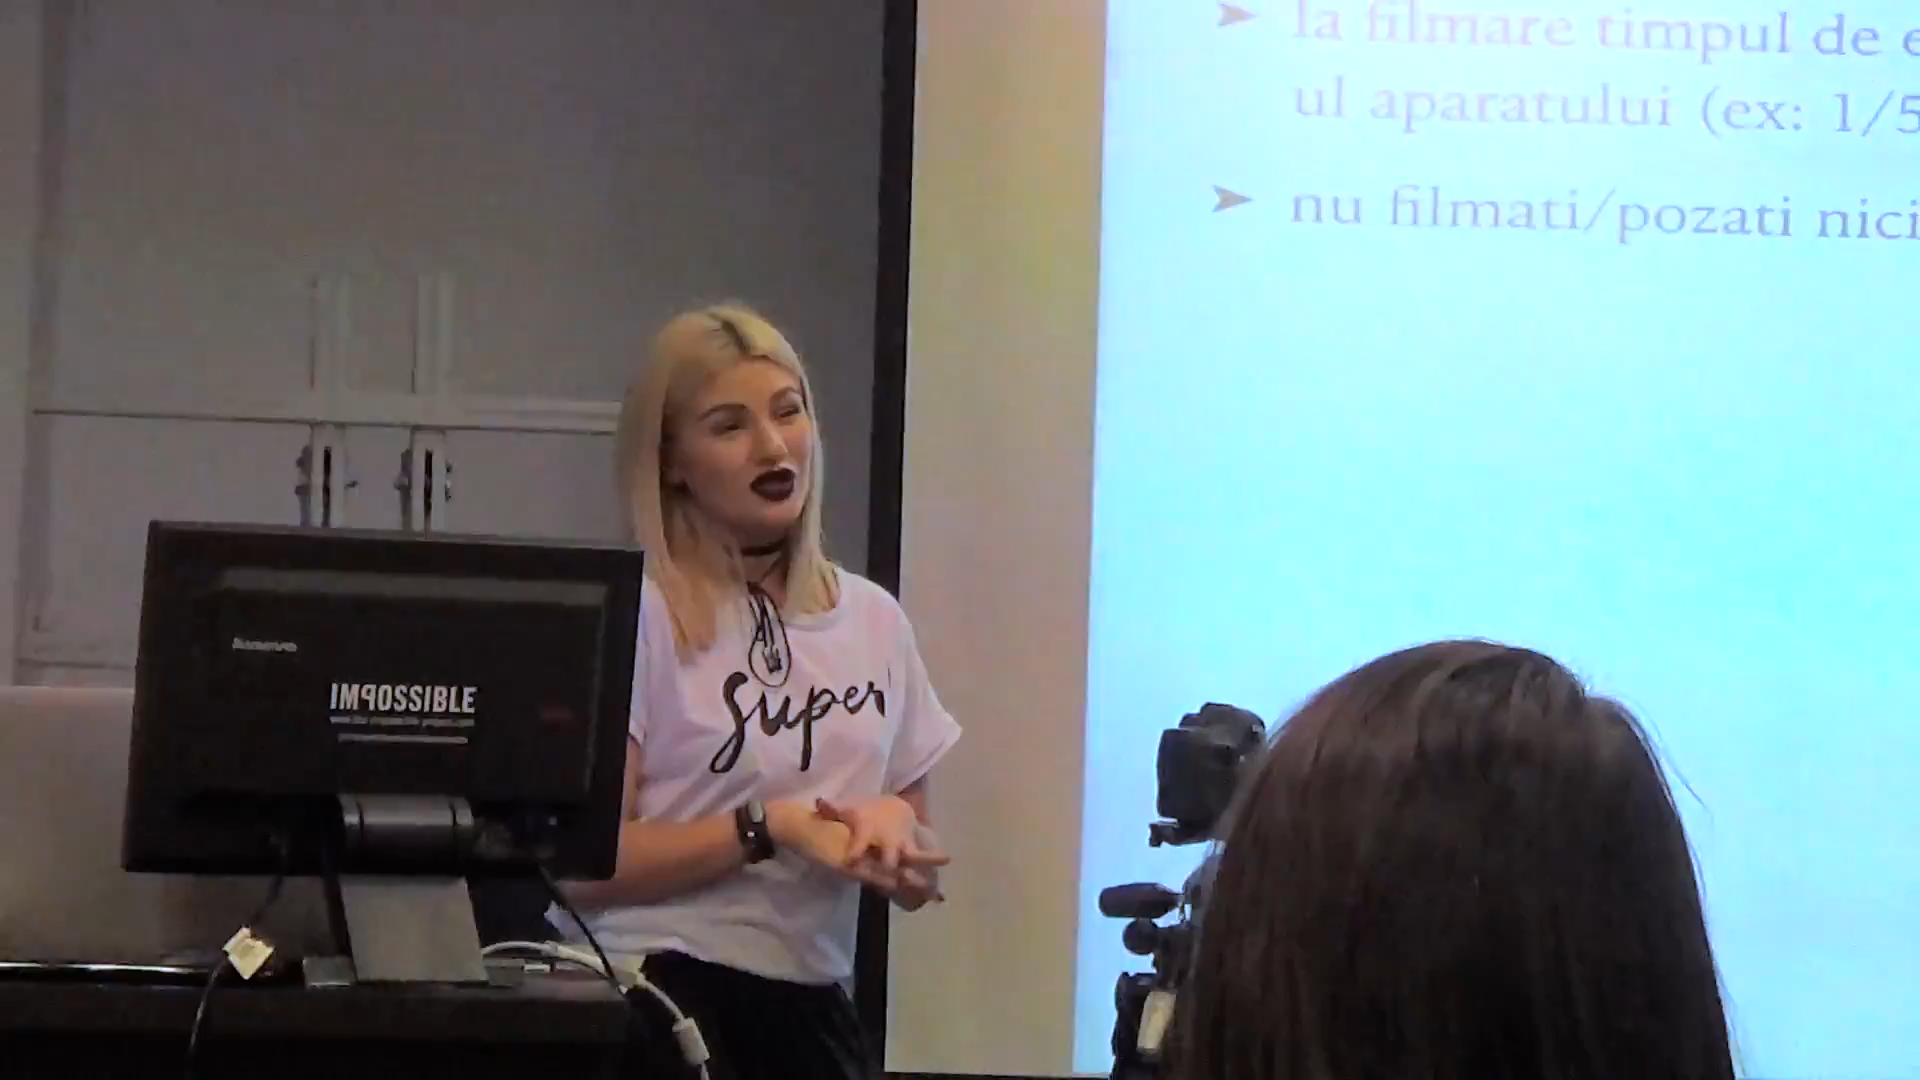 la filmare timpul de e
ul aparatului (ex: 1/5
nu filmati/pozati nici
IMPOSSIBLE
Super